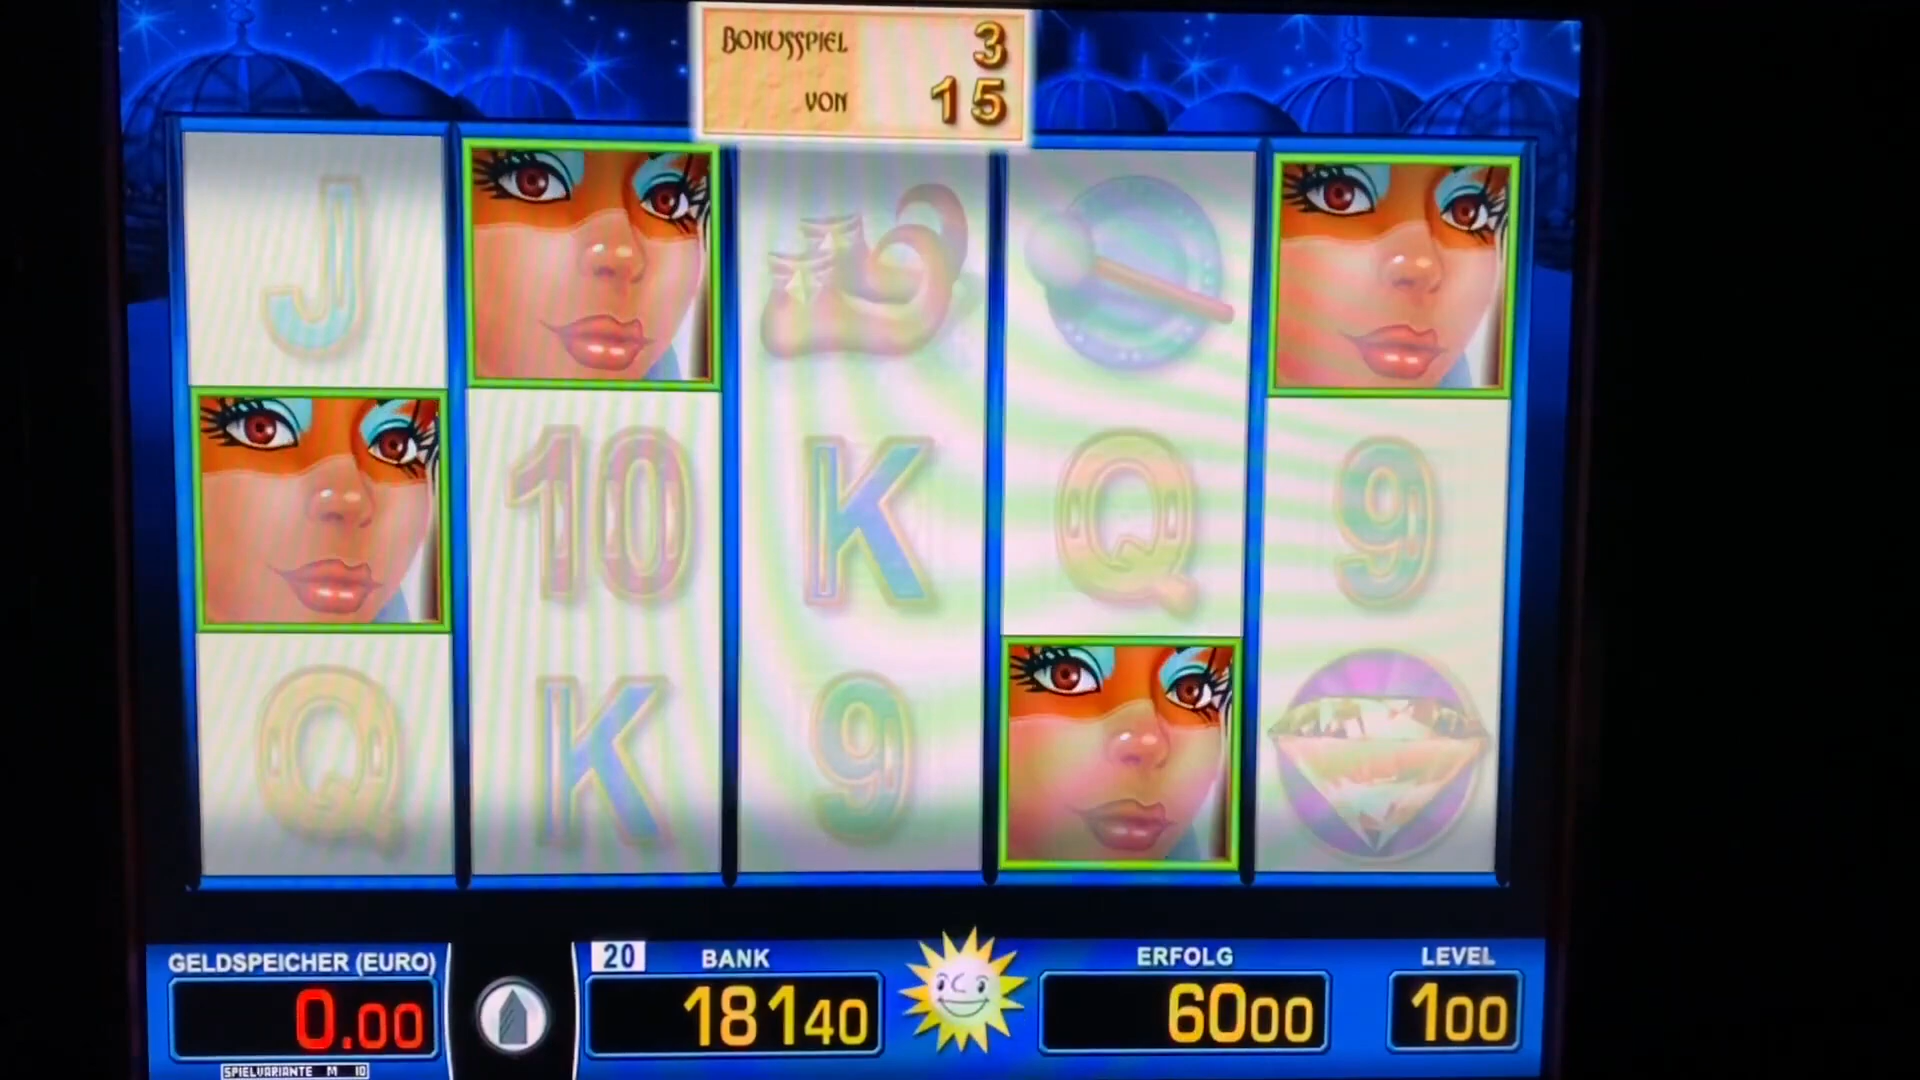 BONUSSPIEL 3
VON 15
J
10 K Q 9
Q K 9
GELDSPEICHER (EURO) 20 BANK ERFOLG LEVEL
0.00 18140 6000 100
SPIELVARIANTE M 10